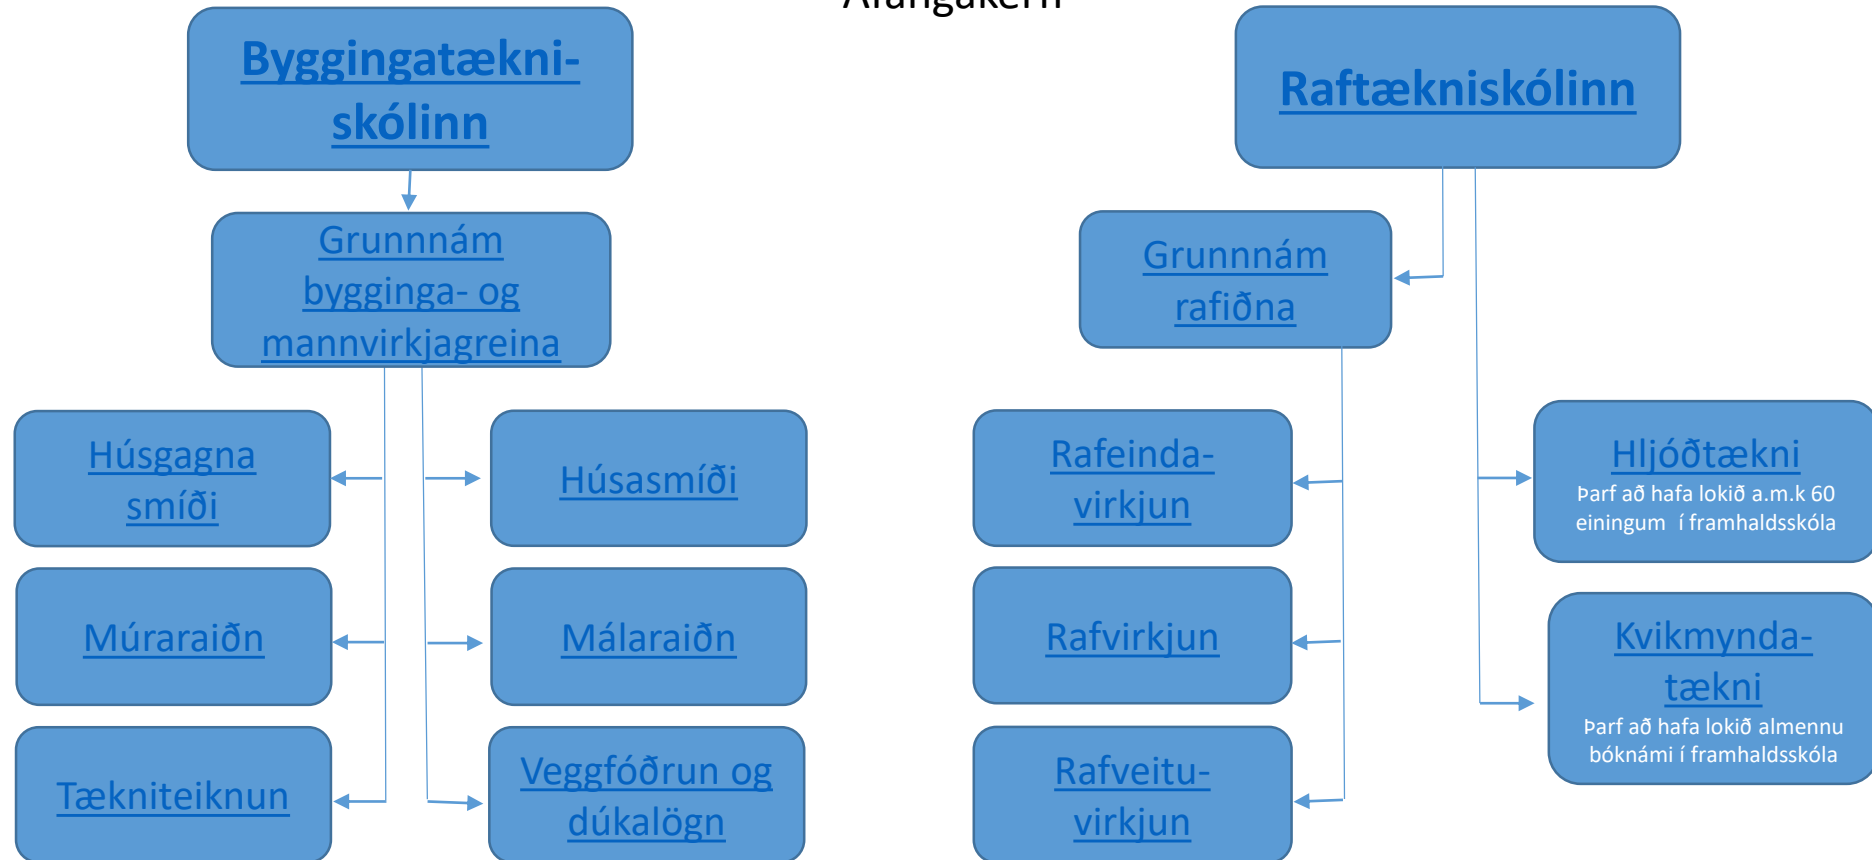 Áfangakerfi
Byggingatækni-
skólinn
Grunnnám
bygginga- og
mannvirkjagreina
Húsgagna
smíði
Húsasmíði
Múraraiðn
Málaraiðn
Tækniteiknun
Veggfóðrun og
dúkalögn
Raftækniskólinn
Grunnnám
rafiðna
Rafeinda-
virkjun
Rafvirkjun
Rafveitu-
virkjun
Hljóðtækni
Þarf að hafa lokið a.m.k 60
einingum  í framhaldsskóla
Kvikmynda-
tækni
Þarf að hafa lokið almennu
bóknámi í framhaldsskóla